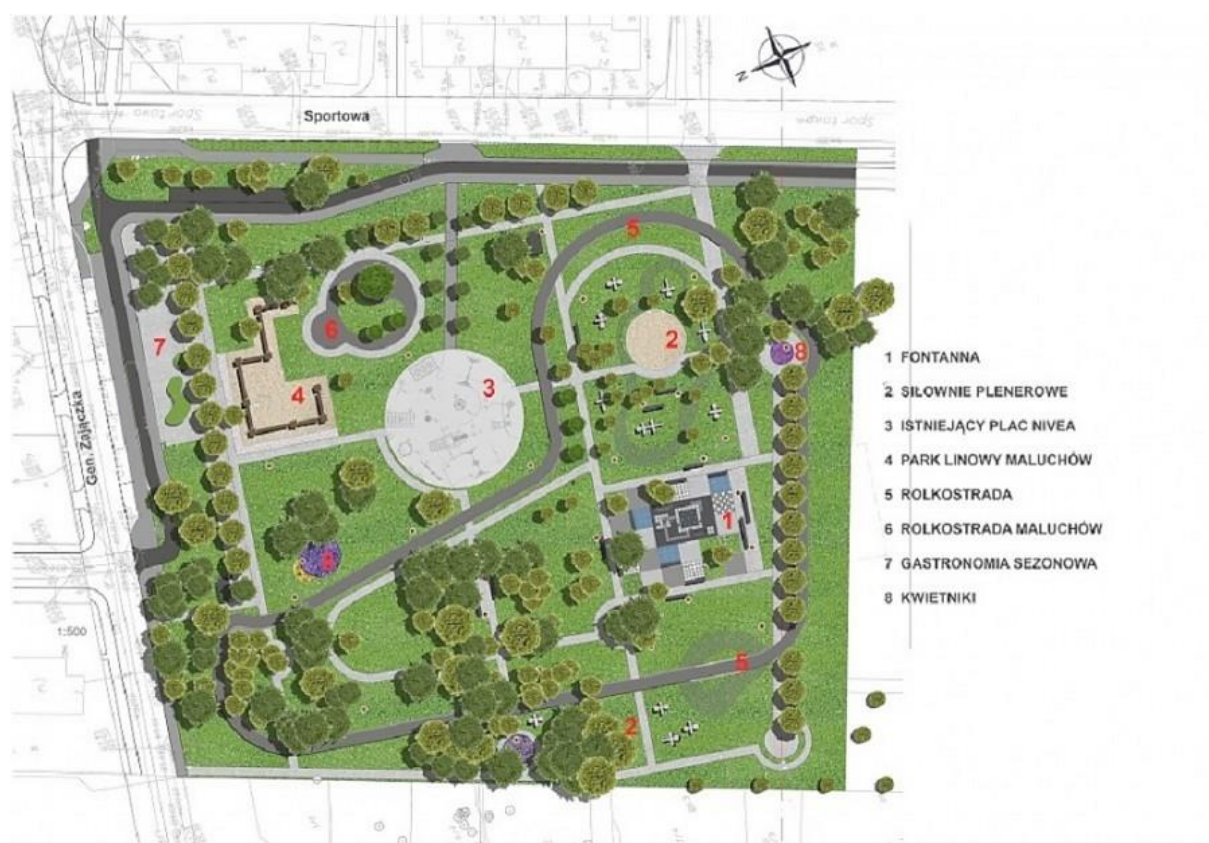 N
Sportowa
Sportowa
Sportowa
5
7
6
2
8
3
4
Gen. Zajączka
1
8
1:500
5
2
1 FONTANNA
2 SIŁOWNIE PLENEROWE
3 ISTNIEJĄCY PLAC NIVEA
4 PARK LINOWY MALUCHÓW
5 ROLKOSTRADA
6 ROLKOSTRADA MALUCHÓW
7 GASTRONOMIA SEZONOWA
8 KWIETNIKI